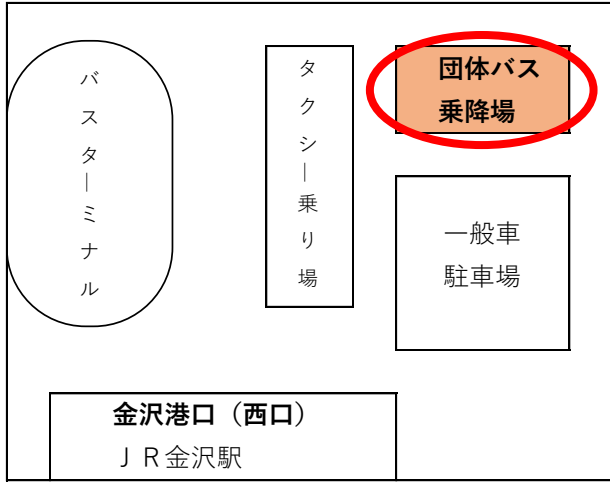 バスターミナル
タクシー乗り場
団体バス
乗降場
一般車
駐車場
金沢港口（西口）
ＪＲ金沢駅